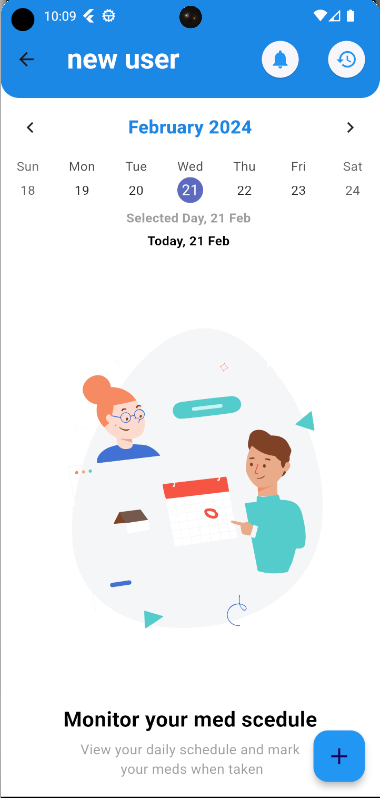 10:09
new user
February 2024
Sun Mon Tue Wed Thu Fri Sat
18 19 20 21 22 23 24
Selected Day, 21 Feb
Today, 21 Feb
Monitor your med scedule
View your daily schedule and mark
your meds when taken
+